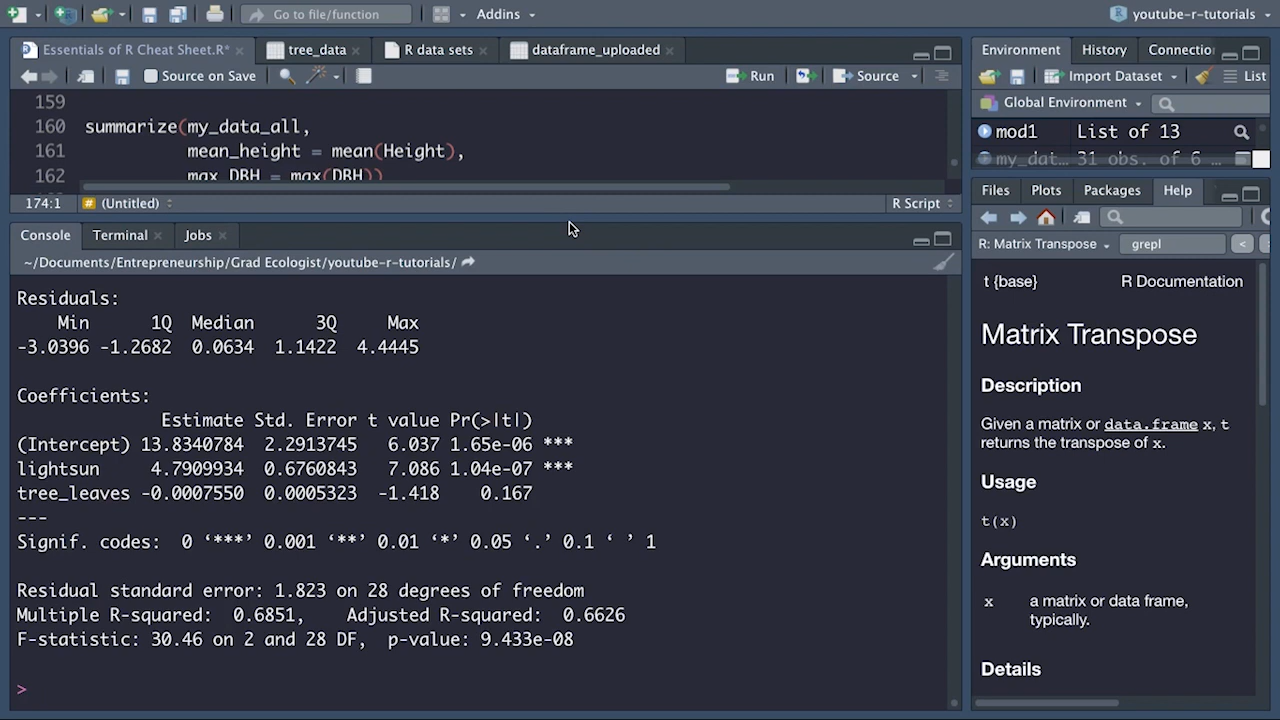 Go to file/function
Addins
youtube-r-tutorials
Essentials of R Cheat Sheet.R*
tree_data
R data sets
dataframe_uploaded
Source on Save
Run
Source
159
160 summarize(my_data_all,
161 mean_height = mean(Height),
162 max_DBH = max(DBH))
174:1
(Untitled)
R Script
Console
Terminal
Jobs
~/Documents/Entrepreneurship/Grad Ecologist/youtube-r-tutorials/
Residuals:
Min 1Q Median 3Q Max
-3.0396 -1.2682 0.0634 1.1422 4.4445
Coefficients:
Estimate Std. Error t value Pr(>|t|)
(Intercept) 13.8340784 2.2913745 6.037 1.65e-06 ***
lightsun 4.7909934 0.6760843 7.086 1.04e-07 ***
tree_leaves -0.0007550 0.0005323 -1.418 0.167
---
Signif. codes: 0 ‘***’ 0.001 ‘**’ 0.01 ‘*’ 0.05 ‘.’ 0.1 ‘ ’ 1
Residual standard error: 1.823 on 28 degrees of freedom
Multiple R-squared: 0.6851, Adjusted R-squared: 0.6626
F-statistic: 30.46 on 2 and 28 DF, p-value: 9.433e-08
>
Environment
History
Connection
Import Dataset
List
Global Environment
mod1 List of 13
my_dat… 31 obs. of 6 …
Files
Plots
Packages
Help
R: Matrix Transpose
grepl
t {base}
R Documentation
Matrix Transpose
Description
Given a matrix or data.frame x, t
returns the transpose of x.
Usage
t(x)
Arguments
x a matrix or data frame,
typically.
Details